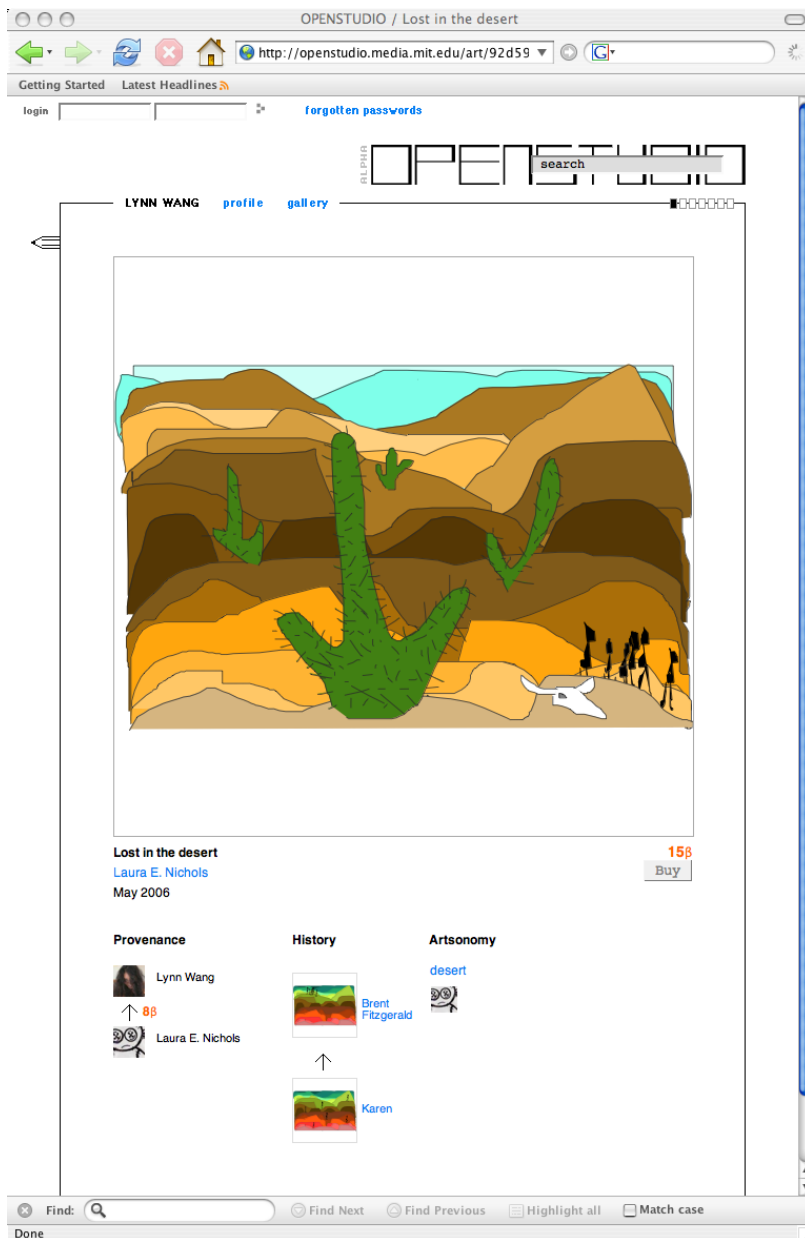 OPENSTUDIO / Lost in the desert
http://openstudio.media.mit.edu/art/92d59
G
Getting Started Latest Headlines
login forgotten passwords
ALPHA OPENSTUDIO
search
LYNN WANG profile gallery
Lost in the desert 15β
Laura E. Nichols Buy
May 2006
Provenance History Artsonomy
Lynn Wang desert
8β Brent
Fitzgerald
Laura E. Nichols
Karen
Find: Find Next Find Previous Highlight all Match case
Done